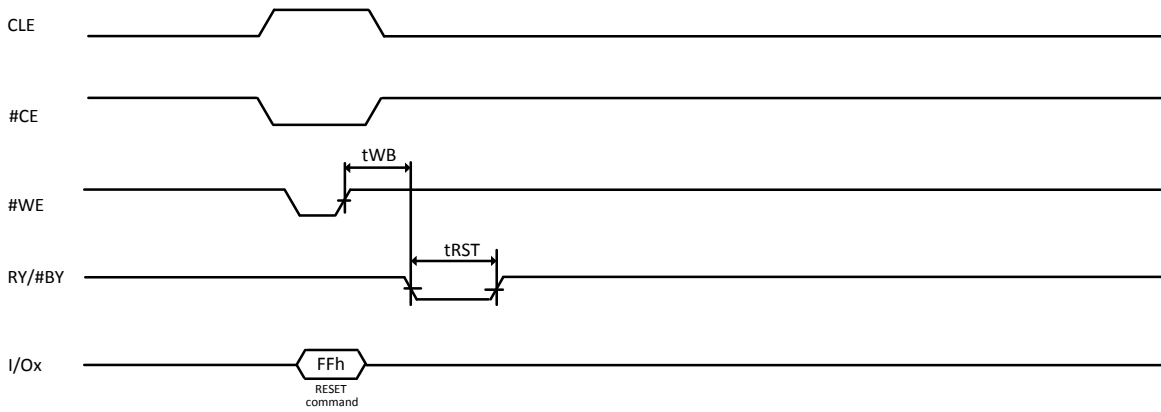 CLE
#CE
tWB
#WE
tRST
RY/#BY
I/Ox
FFh
RESET
command